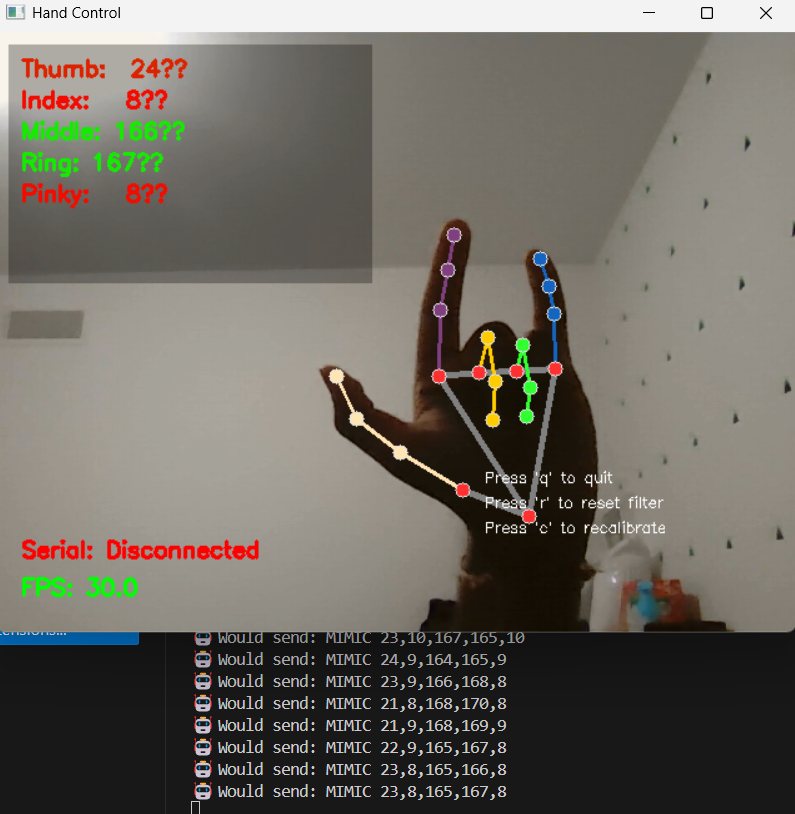 Hand Control
Thumb:  24??
Index:   8??
Middle: 166??
Ring: 167??
Pinky:   8??
Press 'q' to quit
Press 'r' to reset filter
Press 'c' to recalibrate
Serial: Disconnected
FPS: 30.0
Would send: MIMIC 23,10,167,165,10
Would send: MIMIC 24,9,164,165,9
Would send: MIMIC 23,9,166,168,8
Would send: MIMIC 21,8,168,170,8
Would send: MIMIC 21,9,168,169,9
Would send: MIMIC 22,9,165,167,8
Would send: MIMIC 23,8,165,166,8
Would send: MIMIC 23,8,165,167,8